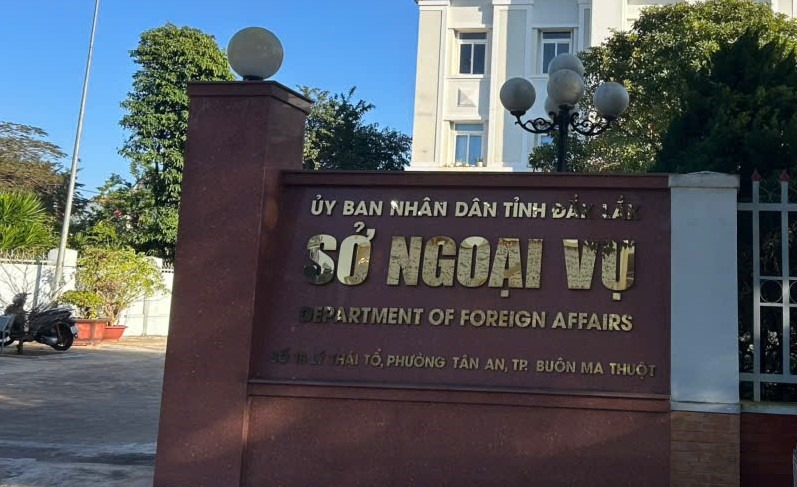 ỦY BAN NHÂN DÂN TỈNH ĐẮK LẮK
SỞ NGOẠI VỤ
DEPARTMENT OF FOREIGN AFFAIRS
LÝ THÁI TỔ, PHƯỜNG TÂN AN, TP. BUÔN MA THUỘT